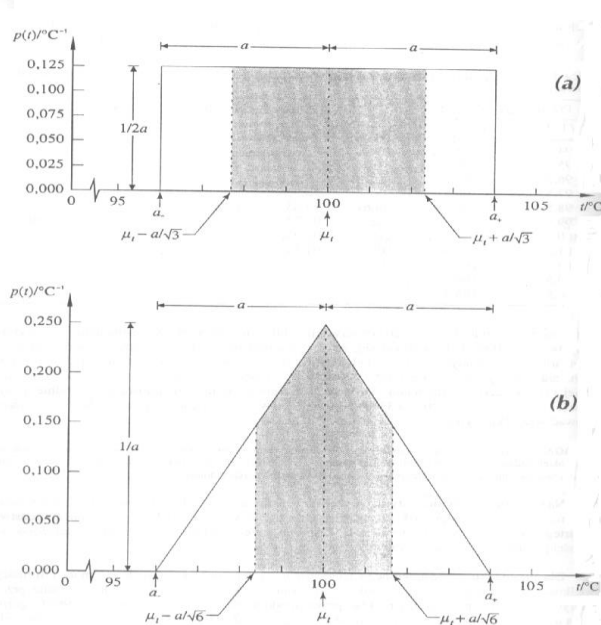 p(t)/°C⁻¹
a
a
0,125
(a)
0,100
0,075
1/2a
0,050
0,025
0,000
0
95
100
105
t/°C
a₋
a₊
μₜ − a/√3
μₜ
μₜ + a/√3
p(t)/°C⁻¹
a
a
0,250
0,200
(b)
0,150
1/a
0,100
0,050
0,000
0
95
100
105
t/°C
a₋
a₊
μₜ − a/√6
μₜ
μₜ + a/√6